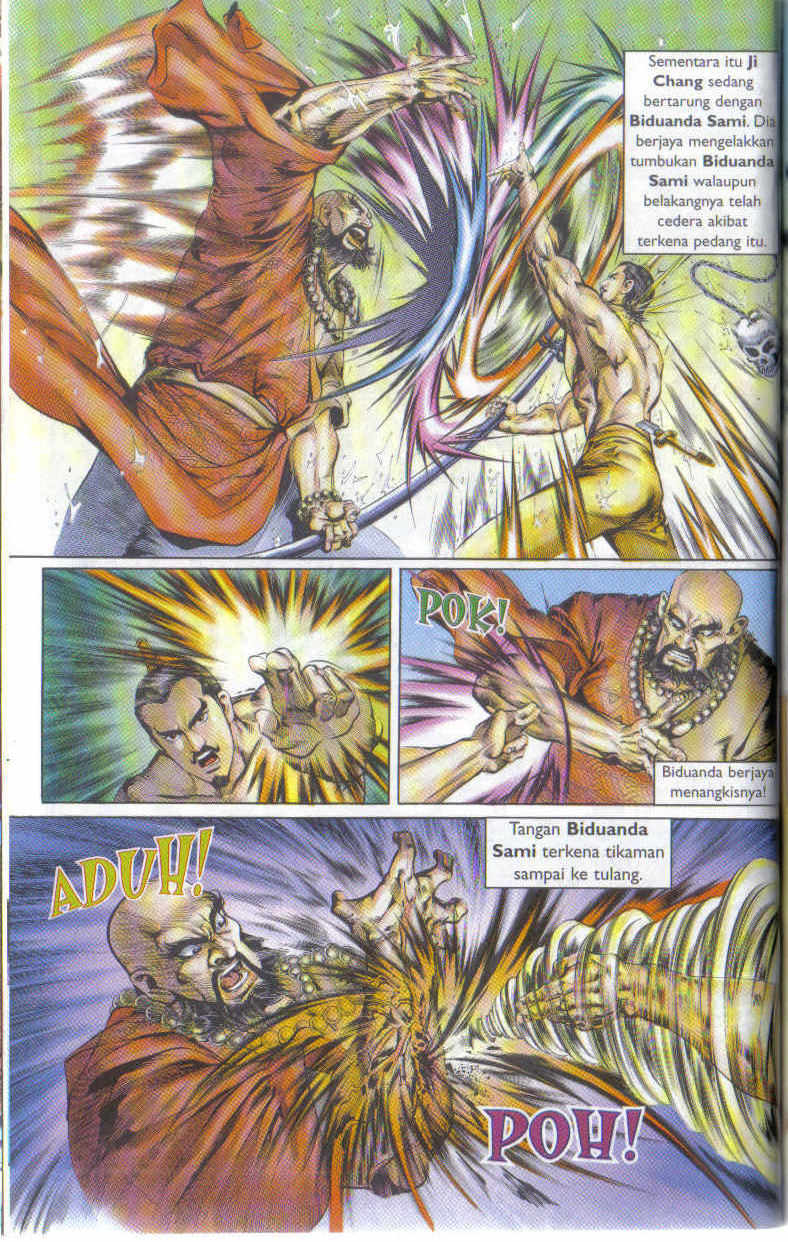 Sementara itu Ji
Chang sedang
bertarung dengan
Biduanda Sami. Dia
berjaya mengelakkan
tumbukan Biduanda
Sami walaupun
belakangnya telah
cedera akibat
terkena pedang itu.
POK!
Biduanda berjaya
menangkisnya!
Tangan Biduanda
Sami terkena tikaman
sampai ke tulang.
ADUH!
POH!